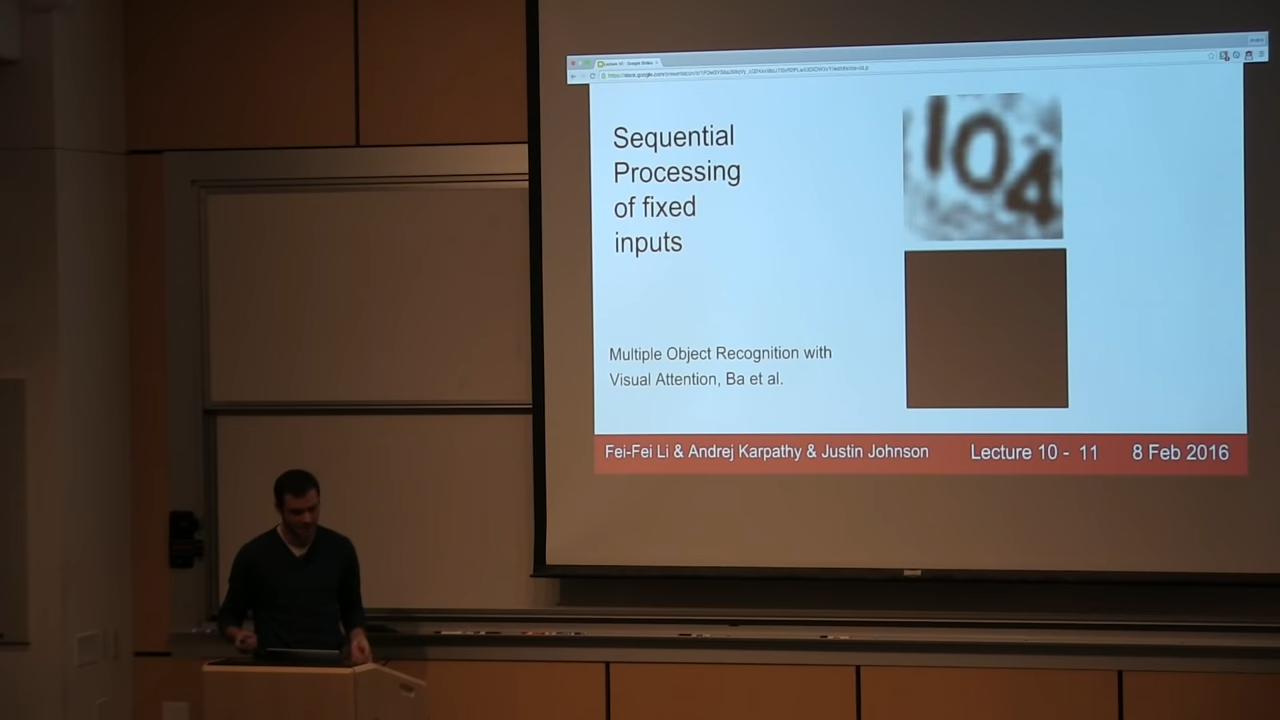 Sequential
Processing
of fixed
inputs
104
Multiple Object Recognition with
Visual Attention, Ba et al.
Fei-Fei Li & Andrej Karpathy & Justin Johnson
Lecture 10 - 11
8 Feb 2016